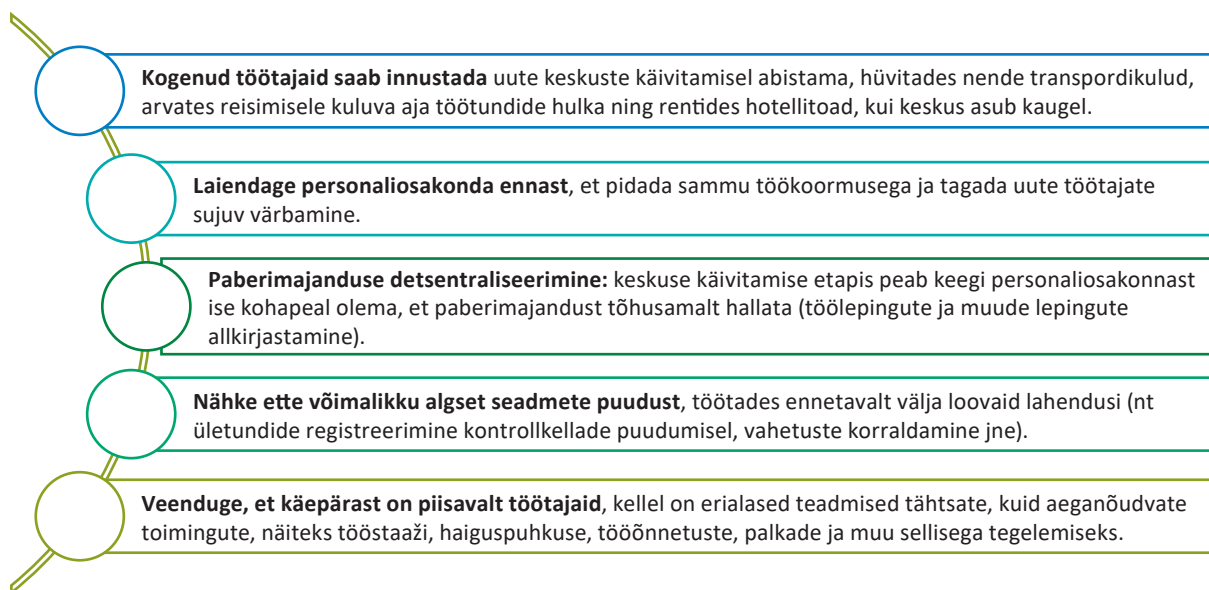 Kogenud töötajaid saab innustada uute keskuste käivitamisel abistama, hüvitades nende transpordikulud,
arvates reisimisele kuluva aja töötundide hulka ning rentides hotellitoad, kui keskus asub kaugel.
Laiendage personaliosakonda ennast, et pidada sammu töökoormusega ja tagada uute töötajate
sujuv värbamine.
Paberimajanduse detsentraliseerimine: keskuse käivitamise etapis peab keegi personaliosakonnast
ise kohapeal olema, et paberimajandust tõhusamalt hallata (töölepingute ja muude lepingute
allkirjastamine).
Nähke ette võimalikku algset seadmete puudust, töötades ennetavalt välja loovaid lahendusi (nt
ületundide registreerimine kontrollkellade puudumisel, vahetuste korraldamine jne).
Veenduge, et käepärast on piisavalt töötajaid, kellel on erialased teadmised tähtsate, kuid aeganõudvate
toimingute, näiteks tööstaaži, haiguspuhkuse, tööõnnetuste, palkade ja muu sellisega tegelemiseks.